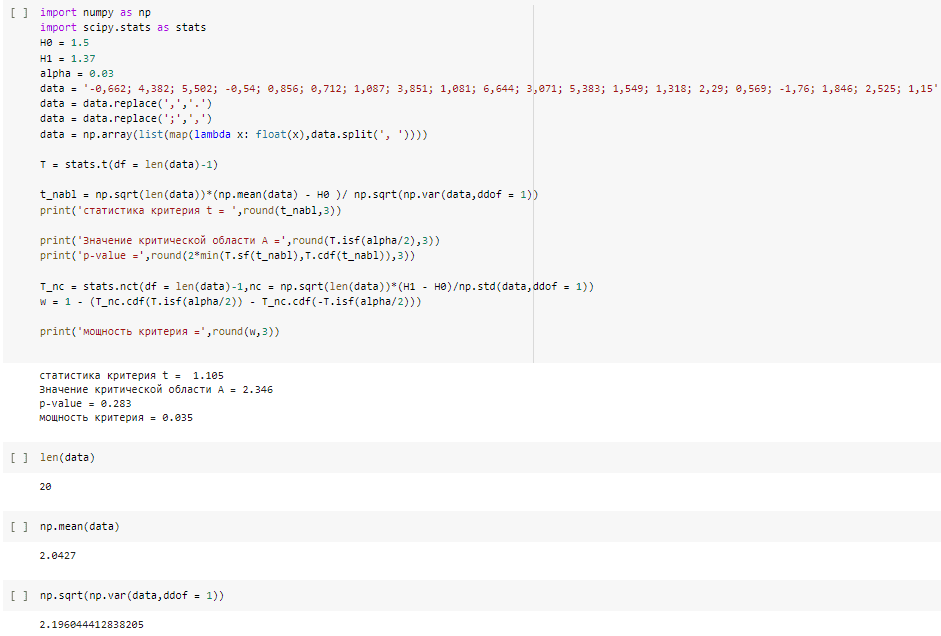 [ ] import numpy as np
import scipy.stats as stats
H0 = 1.5
H1 = 1.37
alpha = 0.03
data = '-0,662; 4,382; 5,502; -0,54; 0,856; 0,712; 1,087; 3,851; 1,081; 6,644; 3,071; 5,383; 1,549; 1,318; 2,29; 0,569; -1,76; 1,846; 2,525; 1,15'
data = data.replace(',','.')
data = data.replace(';',',')
data = np.array(list(map(lambda x: float(x),data.split(', '))))
T = stats.t(df = len(data)-1)
t_nabl = np.sqrt(len(data))*(np.mean(data) - H0 )/ np.sqrt(np.var(data,ddof = 1))
print('статистика критерия t = ',round(t_nabl,3))
print('Значение критической области A =',round(T.isf(alpha/2),3))
print('p-value =',round(2*min(T.sf(t_nabl),T.cdf(t_nabl)),3))
T_nc = stats.nct(df = len(data)-1,nc = np.sqrt(len(data))*(H1 - H0)/np.std(data,ddof = 1))
w = 1 - (T_nc.cdf(T.isf(alpha/2)) - T_nc.cdf(-T.isf(alpha/2)))
print('мощность критерия =',round(w,3))
статистика критерия t =  1.105
Значение критической области A = 2.346
p-value = 0.283
мощность критерия = 0.035
[ ] len(data)
20
[ ] np.mean(data)
2.0427
[ ] np.sqrt(np.var(data,ddof = 1))
2.196044412838205